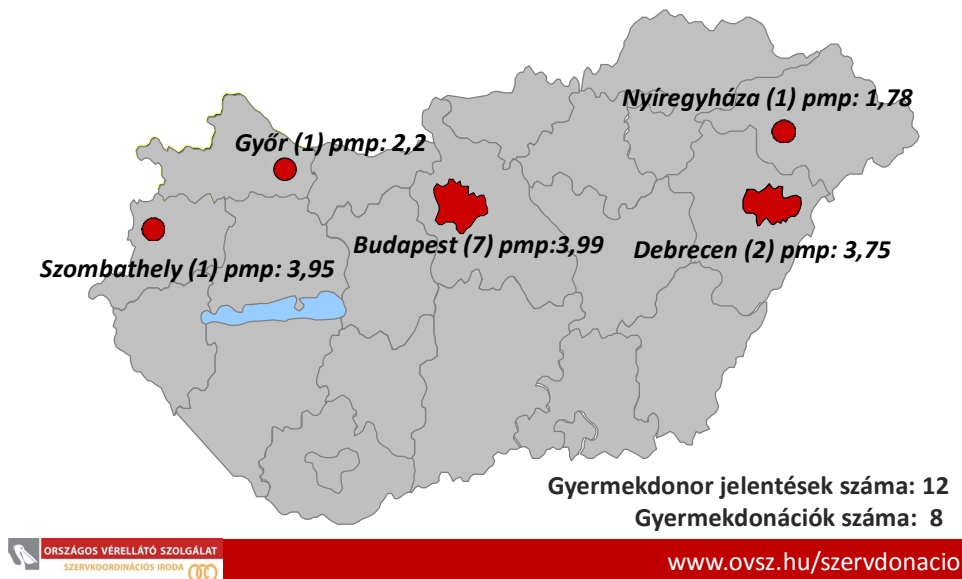 Nyíregyháza (1) pmp: 1,78
Győr (1) pmp: 2,2
Budapest (7) pmp:3,99
Debrecen (2) pmp: 3,75
Szombathely (1) pmp: 3,95
Gyermekdonor jelentések száma: 12
Gyermekdonációk száma: 8
ORSZÁGOS VÉRELLÁTÓ SZOLGÁLAT
SZERVKOORDINÁCIÓS IRODA
www.ovsz.hu/szervdonacio